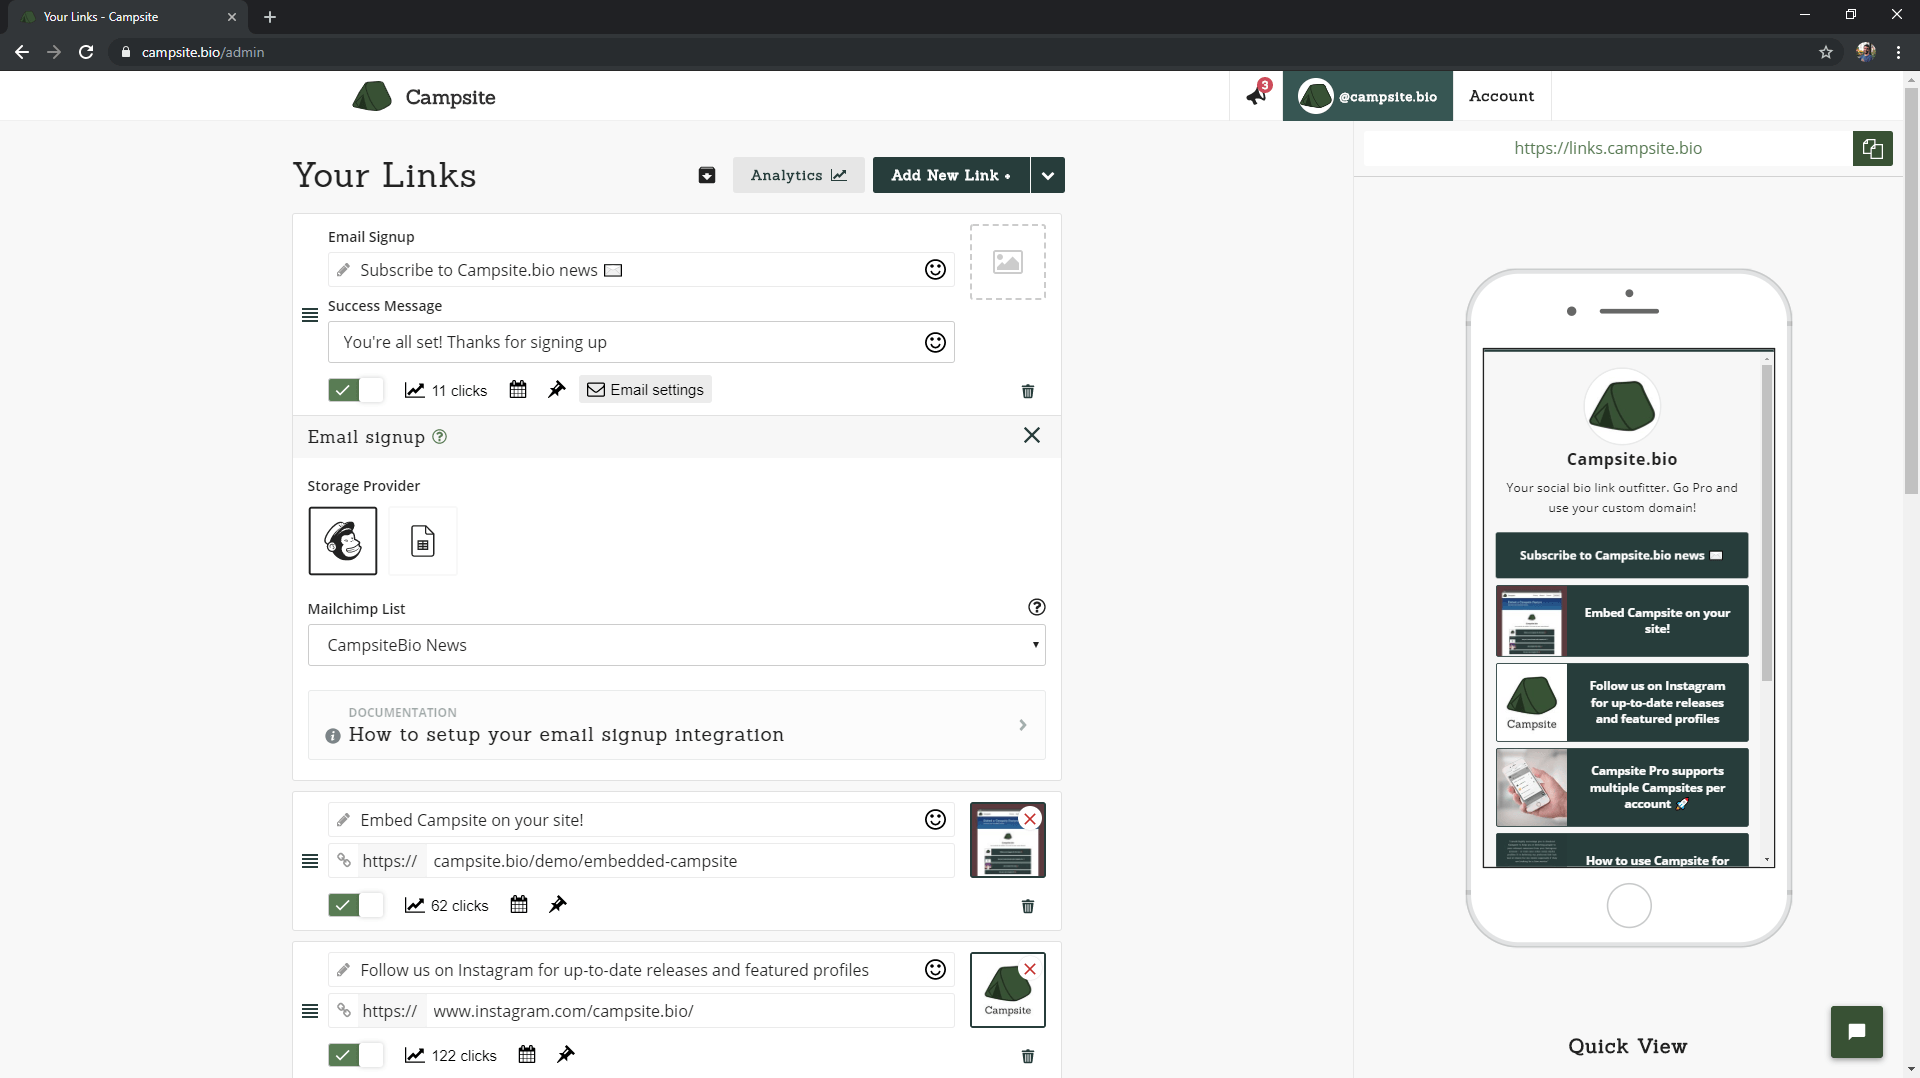 Your Links - Campsite
campsite.bio/admin
Campsite
3
@campsite.bio
Account
https://links.campsite.bio
Your Links
Analytics
Add New Link
Email Signup
Subscribe to Campsite.bio news
Success Message
You're all set! Thanks for signing up
11 clicks
Email settings
Email signup
Storage Provider
Mailchimp List
CampsiteBio News
DOCUMENTATION
How to setup your email signup integration
Embed Campsite on your site!
https:// campsite.bio/demo/embedded-campsite
62 clicks
Follow us on Instagram for up-to-date releases and featured profiles
https:// www.instagram.com/campsite.bio/
Campsite
122 clicks
Campsite.bio
Your social bio link outfitter. Go Pro and
use your custom domain!
Subscribe to Campsite.bio news
Embed Campsite on your
site!
Campsite
Follow us on Instagram
for up-to-date releases
and featured profiles
Campsite Pro supports
multiple Campsites per
account 🚀
How to use Campsite for
Quick View